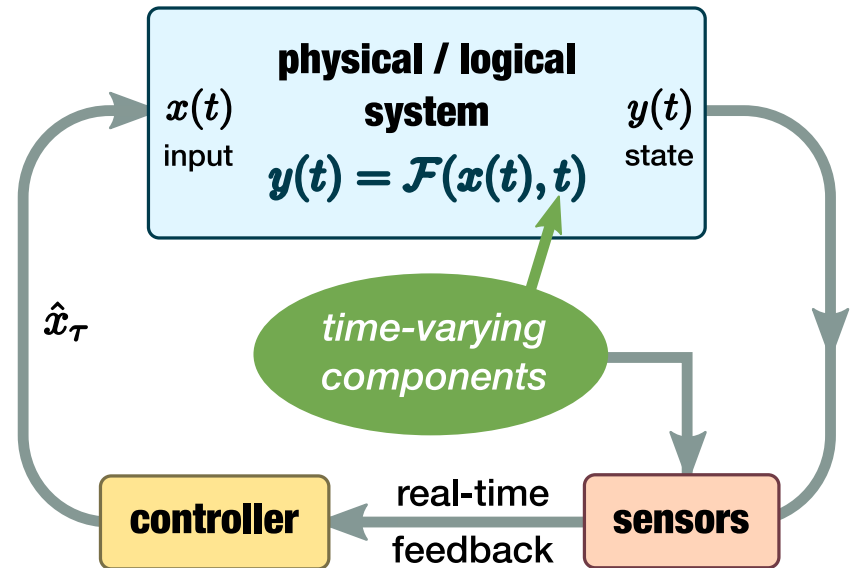 physical / logical
system
x(t)
input
y(t)
state
y(t) = ℱ(x(t), t)
time-varying
components
x̂_τ
controller
real-time
feedback
sensors